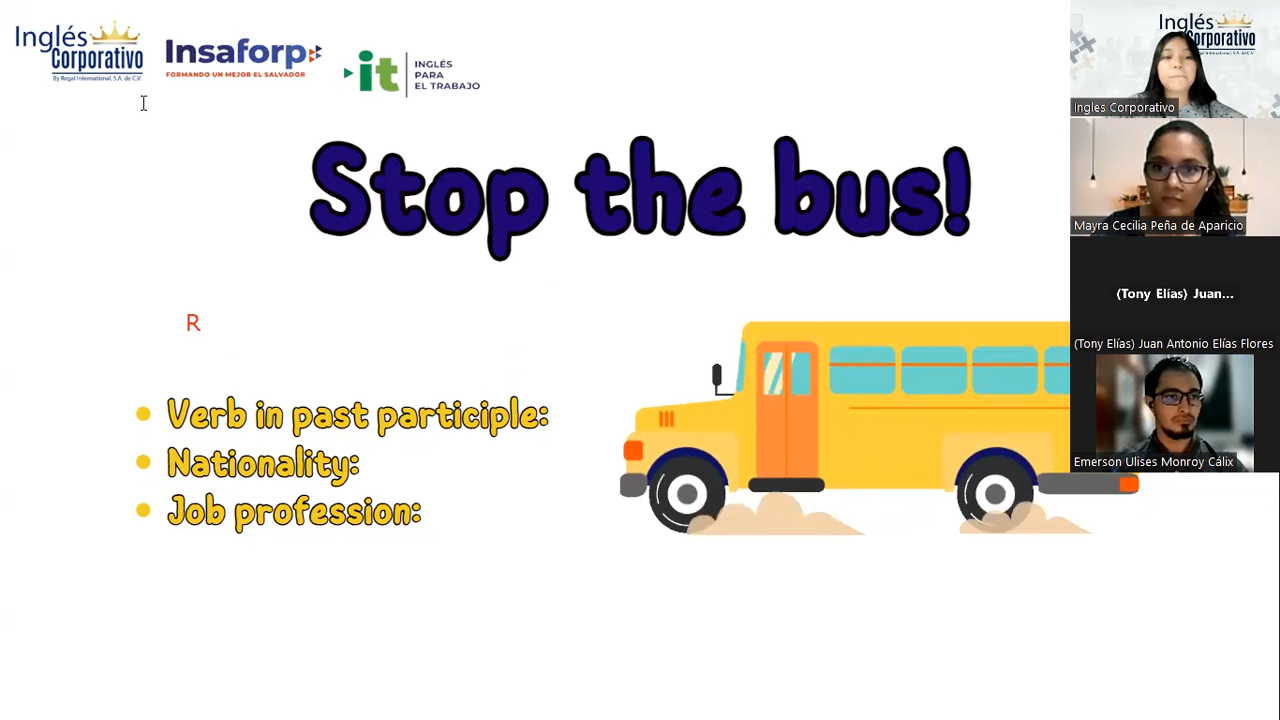 Inglés
Corporativo
By Regal International, S.A. de C.V.
Insaforp
FORMANDO UN MEJOR EL SALVADOR
it
INGLÉS
PARA
EL TRABAJO
Stop the bus!
R
• Verb in past participle:
• Nationality:
• Job profession:
Inglés
Corporativo
Ingles Corporativo
Mayra Cecilia Peña de Aparicio
(Tony Elías) Juan...
(Tony Elías) Juan Antonio Elías Flores
Emerson Ulises Monroy Cálix